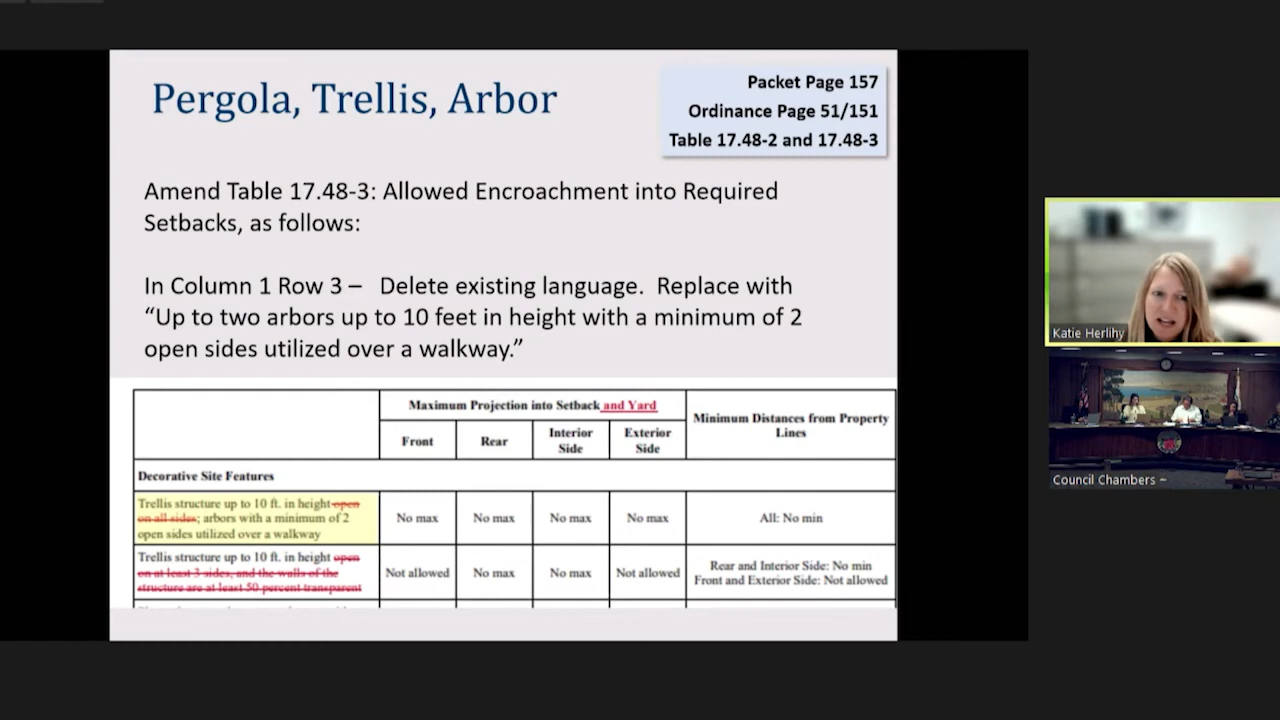 Pergola, Trellis, Arbor
Packet Page 157
Ordinance Page 51/151
Table 17.48-2 and 17.48-3
Amend Table 17.48-3: Allowed Encroachment into Required
Setbacks, as follows:
In Column 1 Row 3 – Delete existing language. Replace with
“Up to two arbors up to 10 feet in height with a minimum of 2
open sides utilized over a walkway.”
Maximum Projection into Setback and Yard
Minimum Distances from Property
Lines
Front
Rear
Interior
Side
Exterior
Side
Decorative Site Features
Trellis structure up to 10 ft. in height open
on all sides; arbors with a minimum of 2
open sides utilized over a walkway
No max
No max
No max
No max
All: No min
Trellis structure up to 10 ft. in height open
on at least 3 sides, and the walls of the
structure are at least 50 percent transparent
Not allowed
No max
No max
Not allowed
Rear and Interior Side: No min
Front and Exterior Side: Not allowed
Katie Herlihy
Council Chambers ~